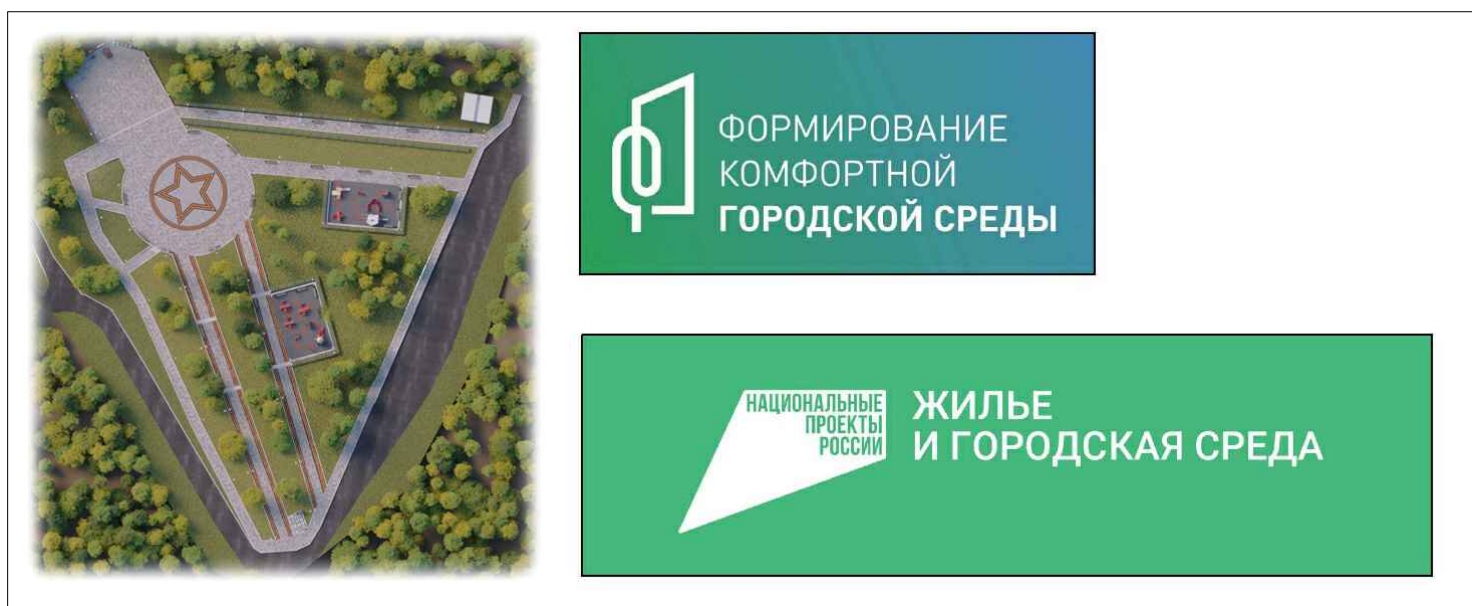 ФОРМИРОВАНИЕ
КОМФОРТНОЙ
ГОРОДСКОЙ СРЕДЫ
НАЦИОНАЛЬНЫЕ
ПРОЕКТЫ
РОССИИ
ЖИЛЬЕ
И ГОРОДСКАЯ СРЕДА